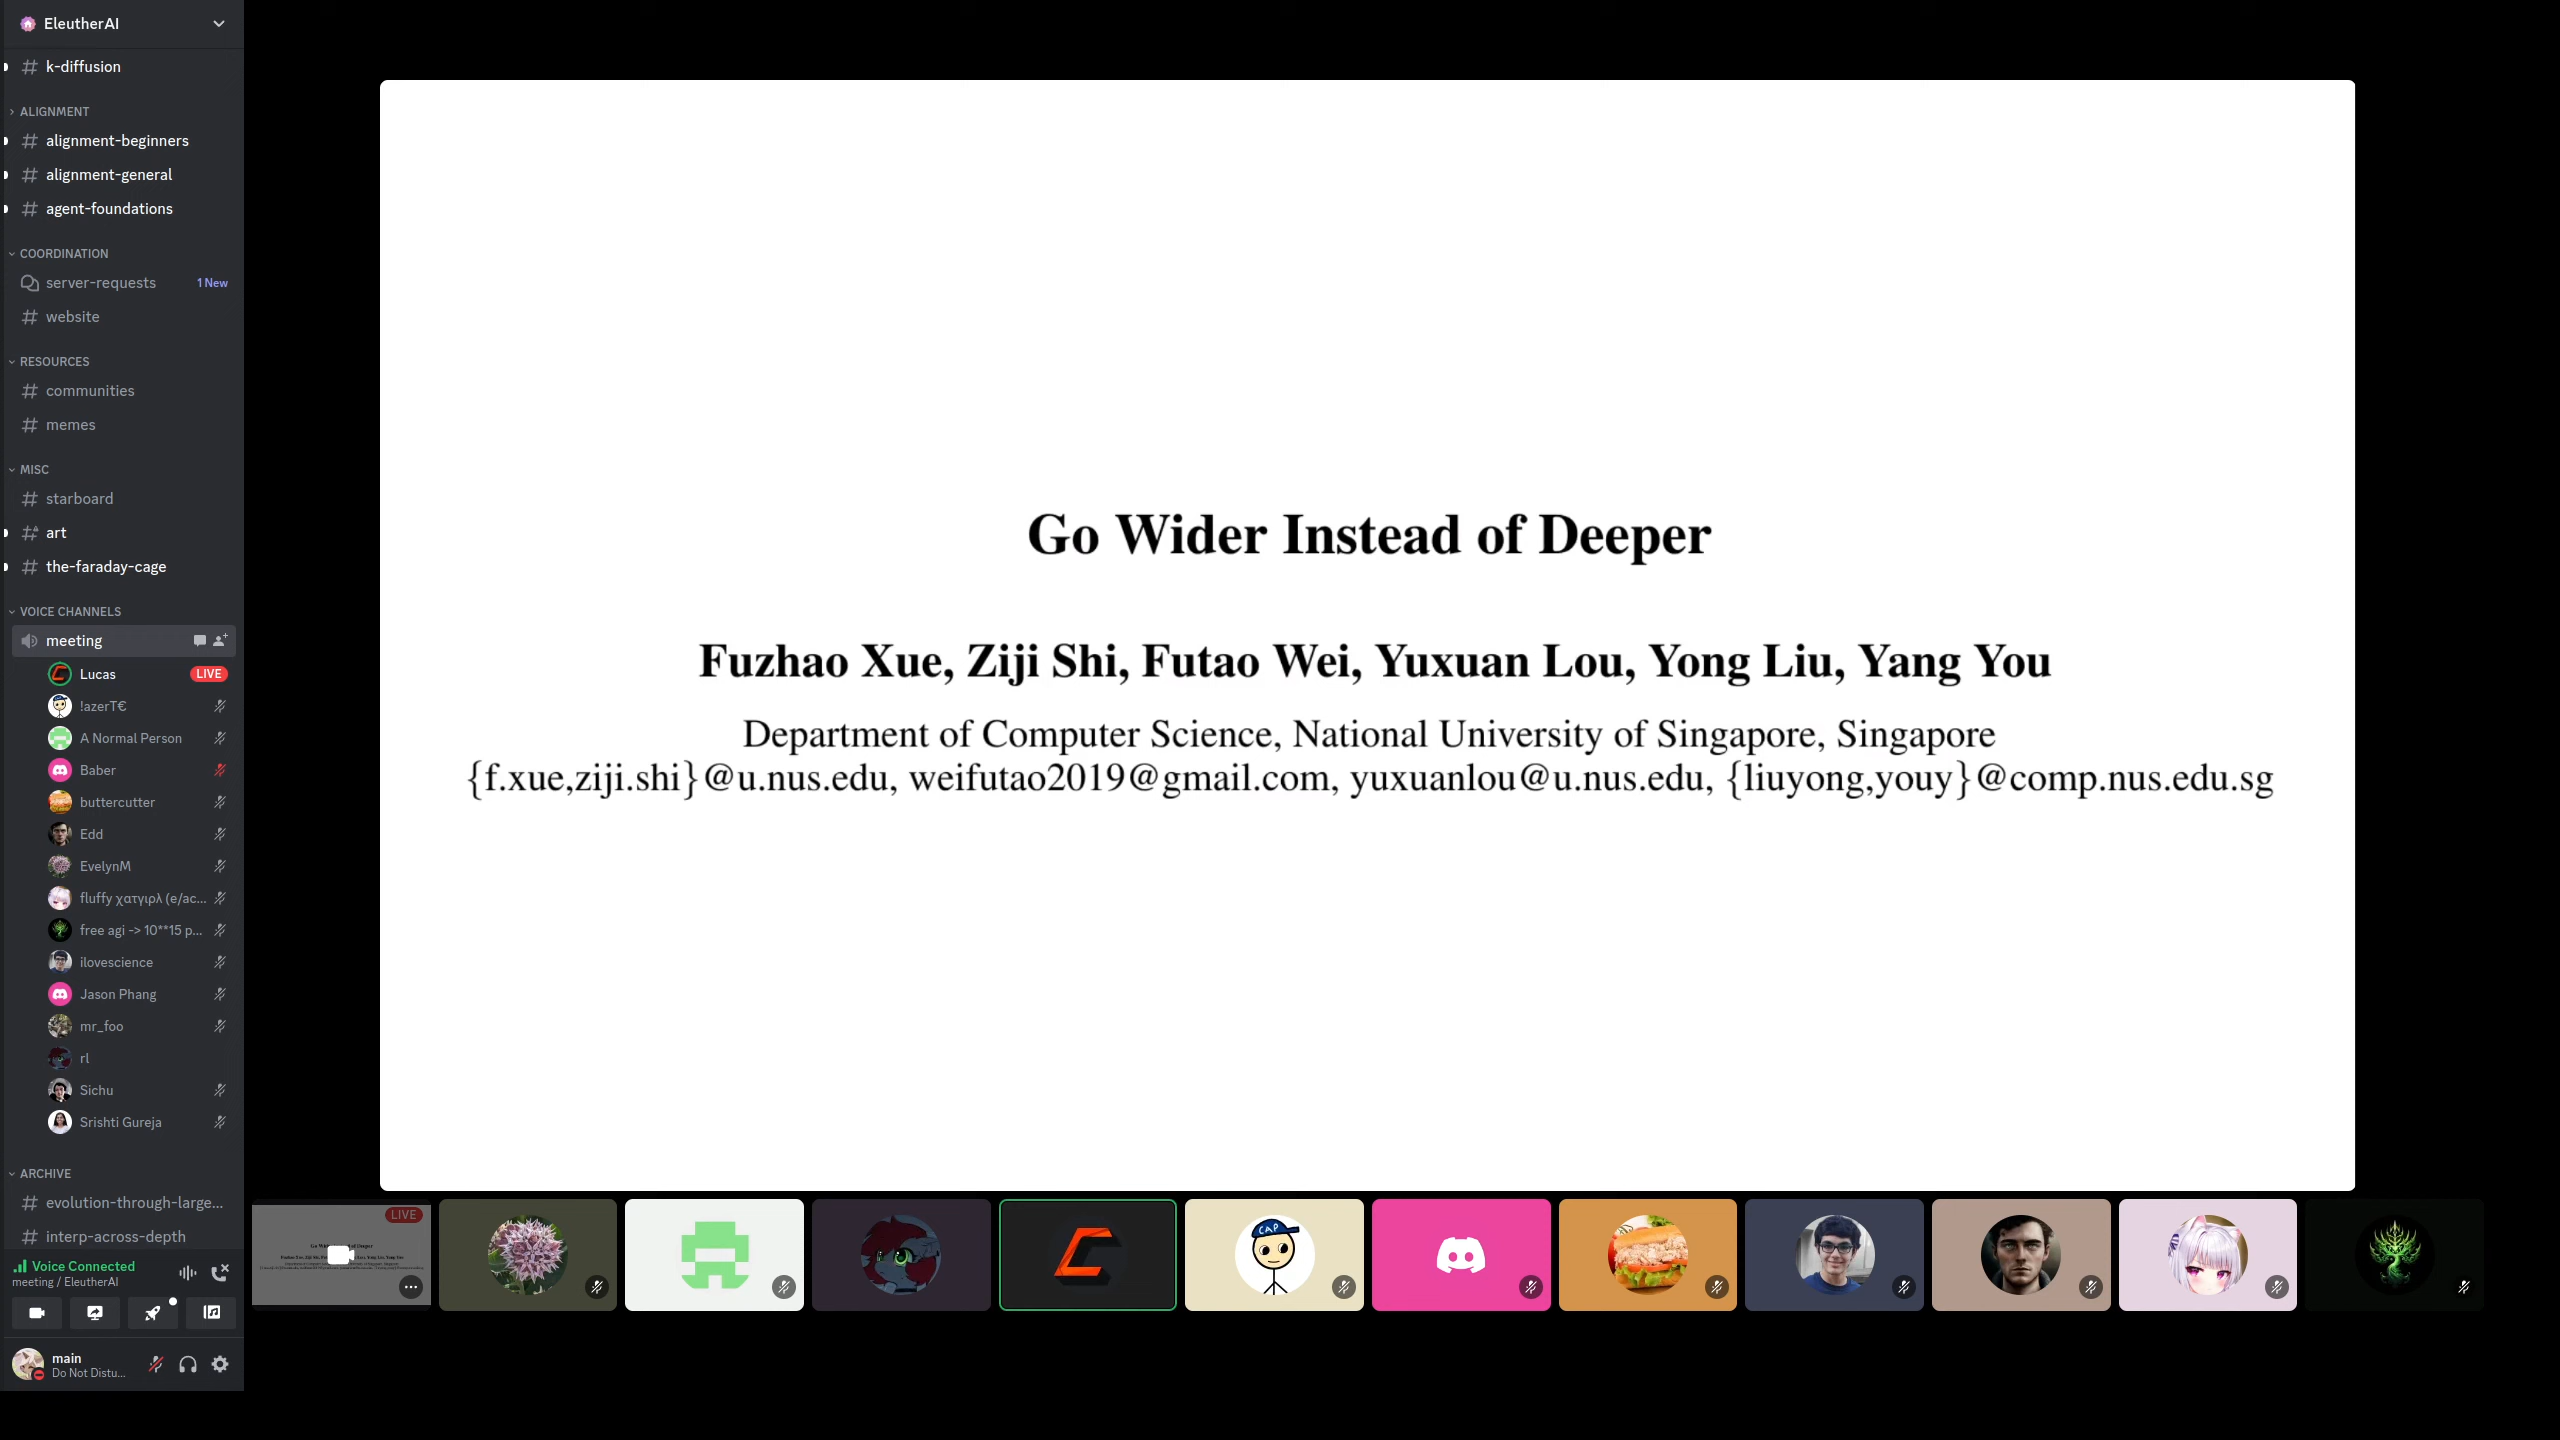 EleutherAI
k-diffusion
ALIGNMENT
alignment-beginners
alignment-general
agent-foundations
COORDINATION
server-requests 1 New
website
RESOURCES
communities
memes
MISC
starboard
art
the-faraday-cage
VOICE CHANNELS
meeting
Lucas LIVE
!azerT€
A Normal Person
Baber
buttercutter
Edd
EvelynM
fluffy χατγιρλ (e/ac...
free agi -> 10**15 p...
ilovescience
Jason Phang
mr_foo
rl
Sichu
Srishti Gureja
ARCHIVE
evolution-through-large...
interp-across-depth
Voice Connected
meeting / EleutherAI
main
Do Not Distu...
Go Wider Instead of Deeper
Fuzhao Xue, Ziji Shi, Futao Wei, Yuxuan Lou, Yong Liu, Yang You
Department of Computer Science, National University of Singapore, Singapore
{f.xue,ziji.shi}@u.nus.edu, weifutao2019@gmail.com, yuxuanlou@u.nus.edu, {liuyong,youy}@comp.nus.edu.sg
LIVE
CAP